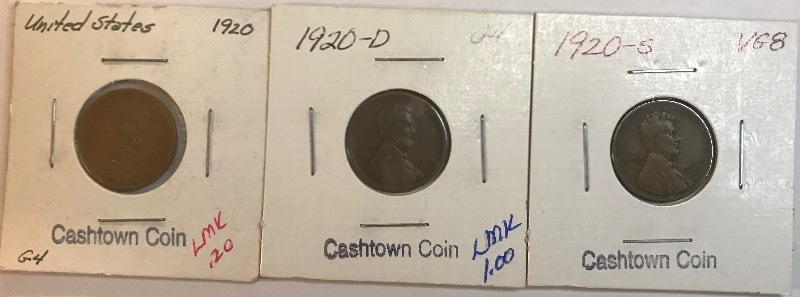 United States 1920
Cashtown Coin
LMK
.20
G4
1920-D G4
Cashtown Coin
LMK
1.00
1920-S VG8
Cashtown Coin